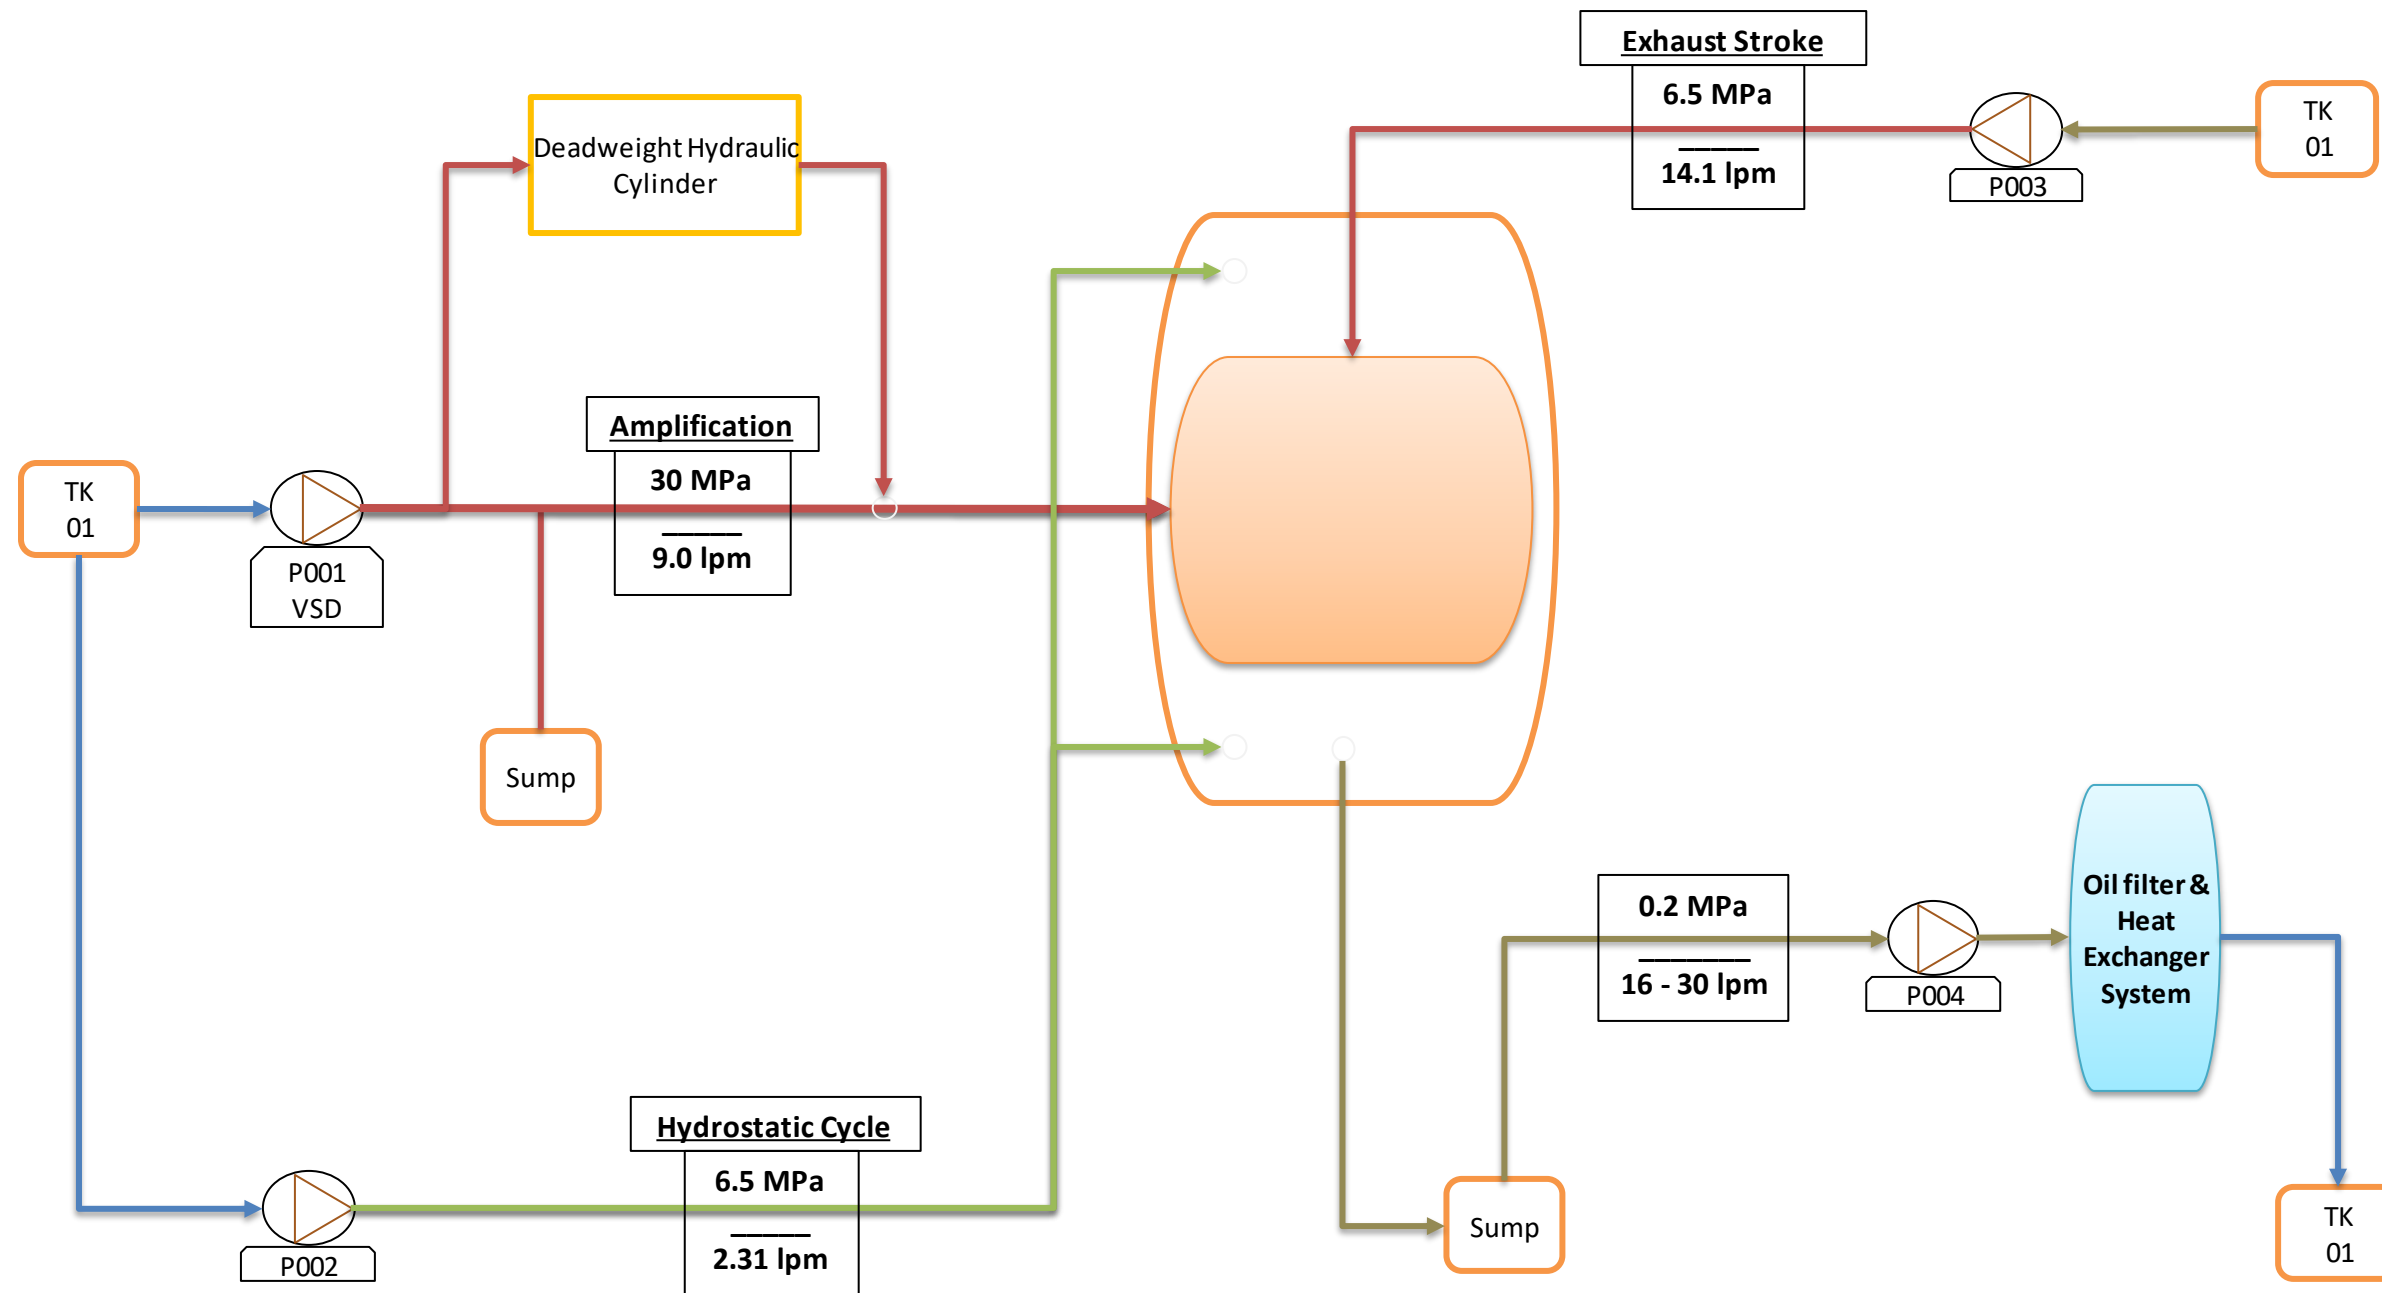 Exhaust Stroke
6.5 MPa
14.1 lpm
P003
TK
01
Deadweight Hydraulic
Cylinder
Amplification
30 MPa
9.0 lpm
TK
01
P001
VSD
Sump
Hydrostatic Cycle
6.5 MPa
2.31 lpm
P002
0.2 MPa
16 - 30 lpm
P004
Oil filter &
Heat
Exchanger
System
Sump
TK
01